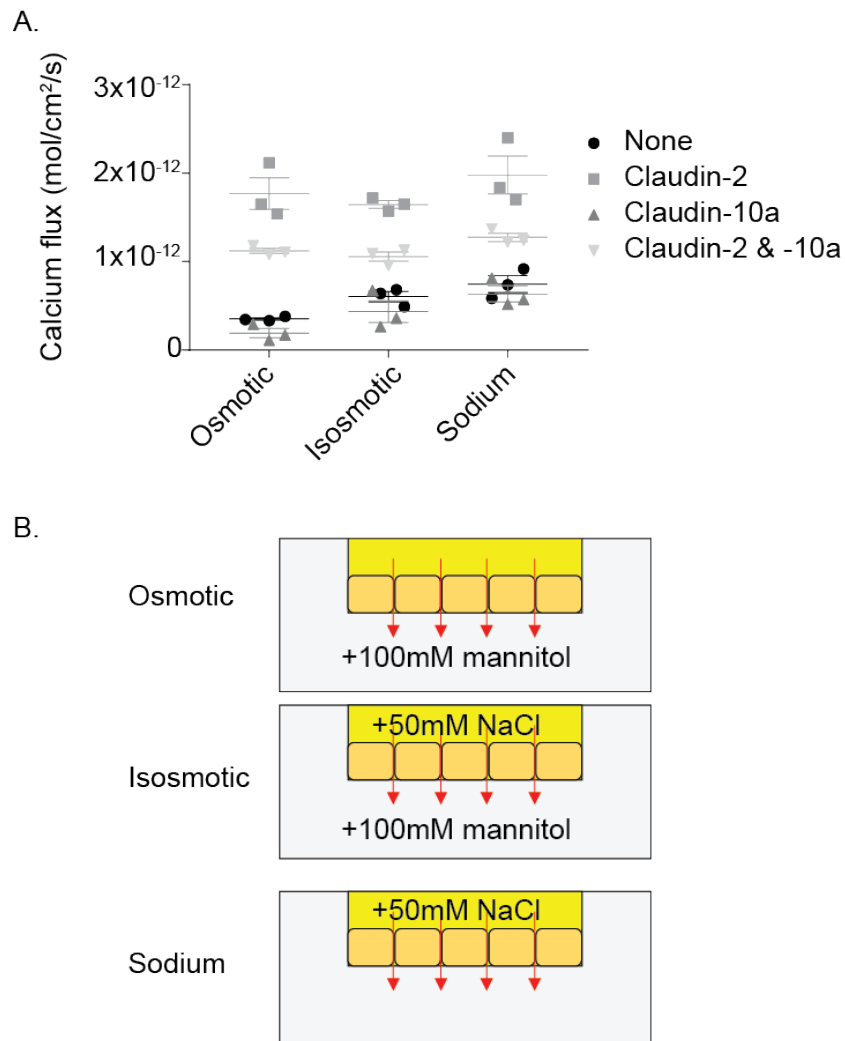 A.
Calcium flux (mol/cm²/s)
3x10⁻¹²
2x10⁻¹²
1x10⁻¹²
0
Osmotic
Isosmotic
Sodium
None
Claudin-2
Claudin-10a
Claudin-2 & -10a
B.
Osmotic
+100mM mannitol
+50mM NaCl
Isosmotic
+100mM mannitol
+50mM NaCl
Sodium